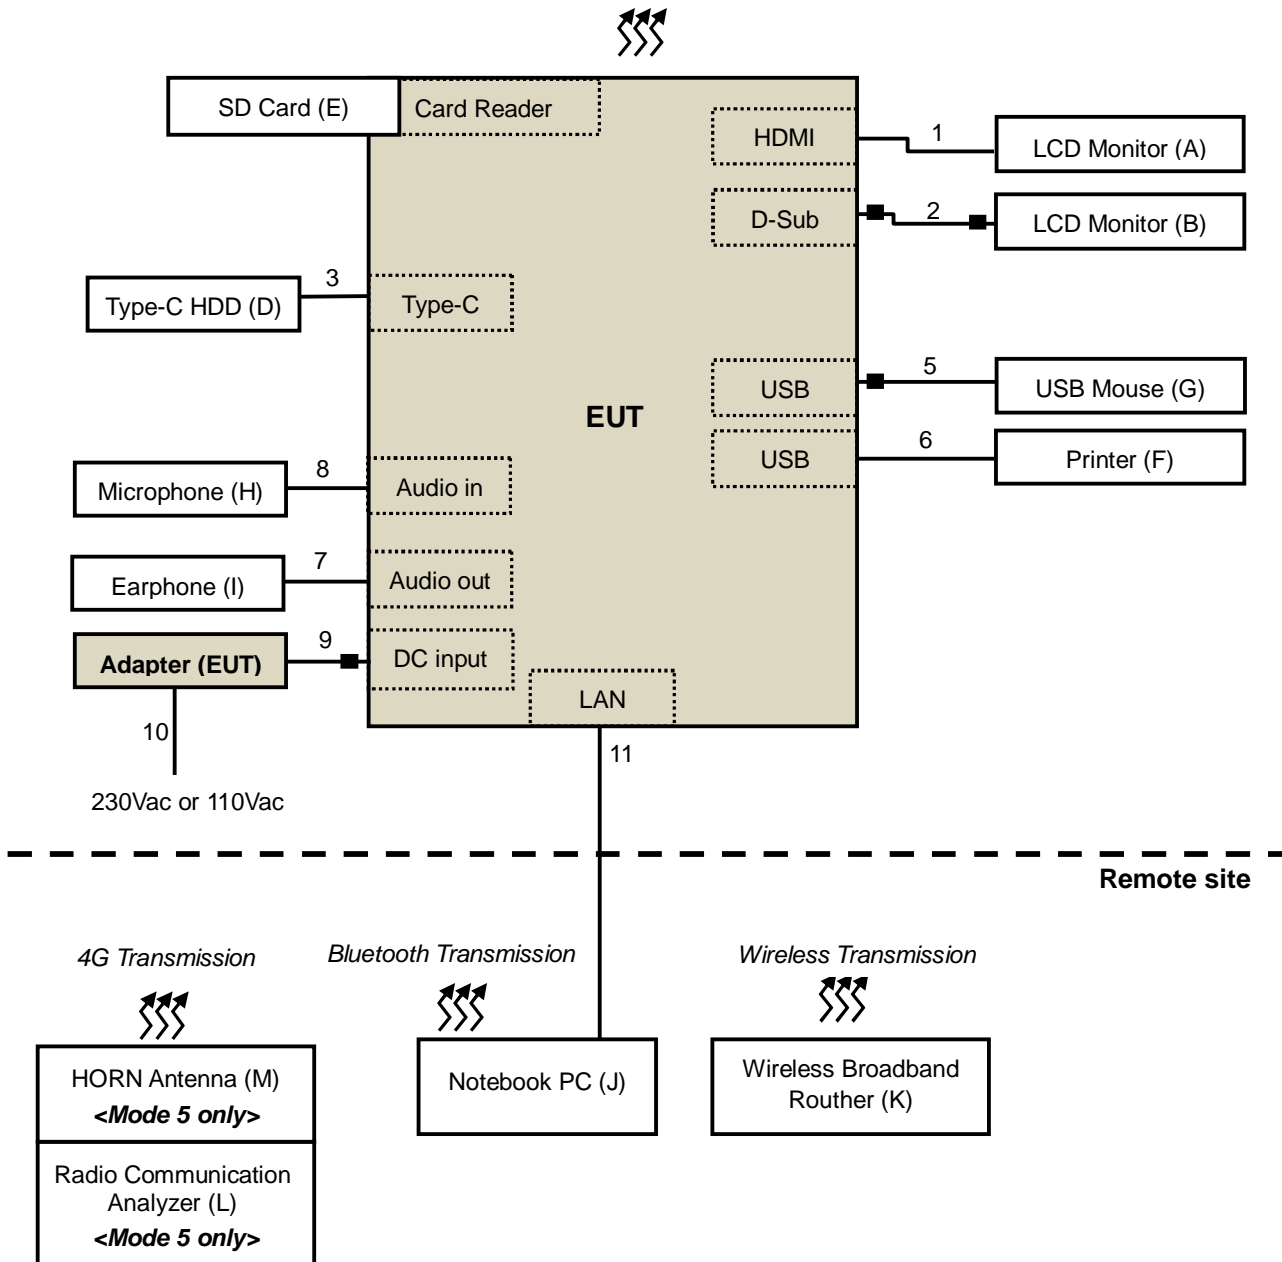 SD Card (E)
Card Reader
HDMI
1
LCD Monitor (A)
D-Sub
2
LCD Monitor (B)
Type-C HDD (D)
3
Type-C
USB
5
USB Mouse (G)
EUT
USB
6
Printer (F)
Microphone (H)
8
Audio in
Earphone (I)
7
Audio out
Adapter (EUT)
9
DC input
LAN
10
11
230Vac or 110Vac
Remote site
4G Transmission
Bluetooth Transmission
Wireless Transmission
HORN Antenna (M)
<Mode 5 only>
Radio Communication
Analyzer (L)
<Mode 5 only>
Notebook PC (J)
Wireless Broadband
Routher (K)